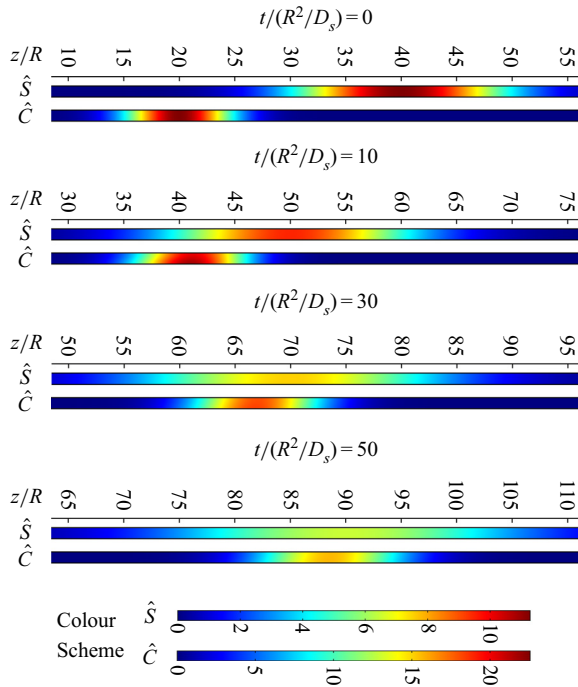 t/(R²/D_s) = 0
z/R 10 15 20 25 30 35 40 45 50 55
Ŝ
Ĉ
t/(R²/D_s) = 10
z/R 30 35 40 45 50 55 60 65 70 75
Ŝ
Ĉ
t/(R²/D_s) = 30
z/R 50 55 60 65 70 75 80 85 90 95
Ŝ
Ĉ
t/(R²/D_s) = 50
z/R 65 70 75 80 85 90 95 100 105 110
Ŝ
Ĉ
Colour Ŝ
0 2 4 6 8 10
Scheme Ĉ
0 5 10 15 20